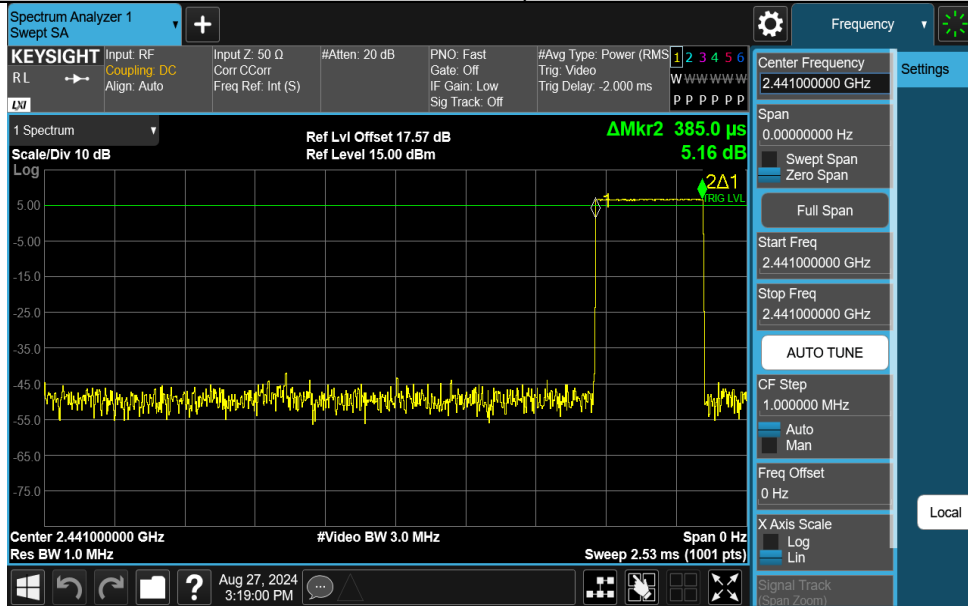 Spectrum Analyzer 1
Swept SA
+
Frequency
KEYSIGHT
RL
LXI
Input: RF
Coupling: DC
Align: Auto
Input Z: 50 Ω
Corr CCorr
Freq Ref: Int (S)
#Atten: 20 dB
PNO: Fast
Gate: Off
IF Gain: Low
Sig Track: Off
#Avg Type: Power (RMS
Trig: Video
Trig Delay: -2.000 ms
1 2 3 4 5 6
W W W W W W
P P P P P P
1 Spectrum
Scale/Div 10 dB
Log
Ref Lvl Offset 17.57 dB
Ref Level 15.00 dBm
ΔMkr2 385.0 µs
5.16 dB
2Δ1
TRIG LVL
1
5.00
-5.00
-15.0
-25.0
-35.0
-45.0
-55.0
-65.0
-75.0
Center 2.441000000 GHz
Res BW 1.0 MHz
#Video BW 3.0 MHz
Span 0 Hz
Sweep 2.53 ms (1001 pts)
Center Frequency
2.441000000 GHz
Span
0.00000000 Hz
Swept Span
Zero Span
Full Span
Start Freq
2.441000000 GHz
Stop Freq
2.441000000 GHz
AUTO TUNE
CF Step
1.000000 MHz
Auto
Man
Freq Offset
0 Hz
X Axis Scale
Log
Lin
Signal Track
(Span Zoom)
Settings
Local
?
Aug 27, 2024
3:19:00 PM